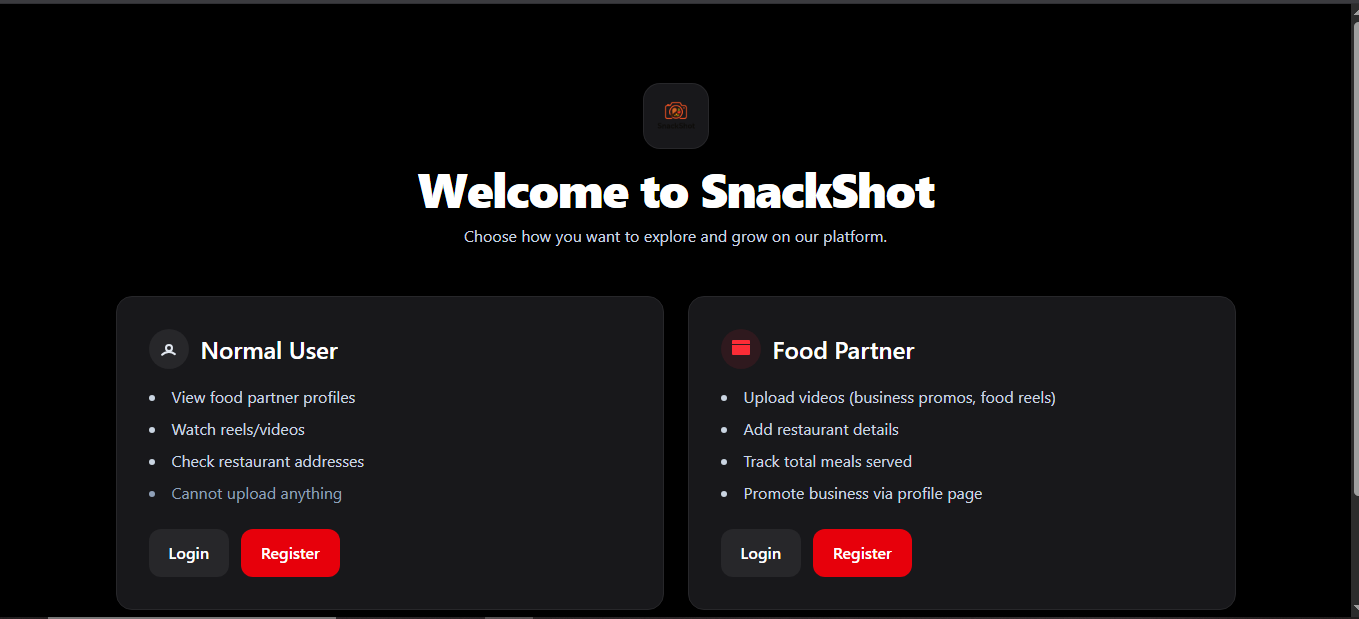 Welcome to SnackShot
Choose how you want to explore and grow on our platform.
Normal User
View food partner profiles
Watch reels/videos
Check restaurant addresses
Cannot upload anything
Login
Register
Food Partner
Upload videos (business promos, food reels)
Add restaurant details
Track total meals served
Promote business via profile page
Login
Register